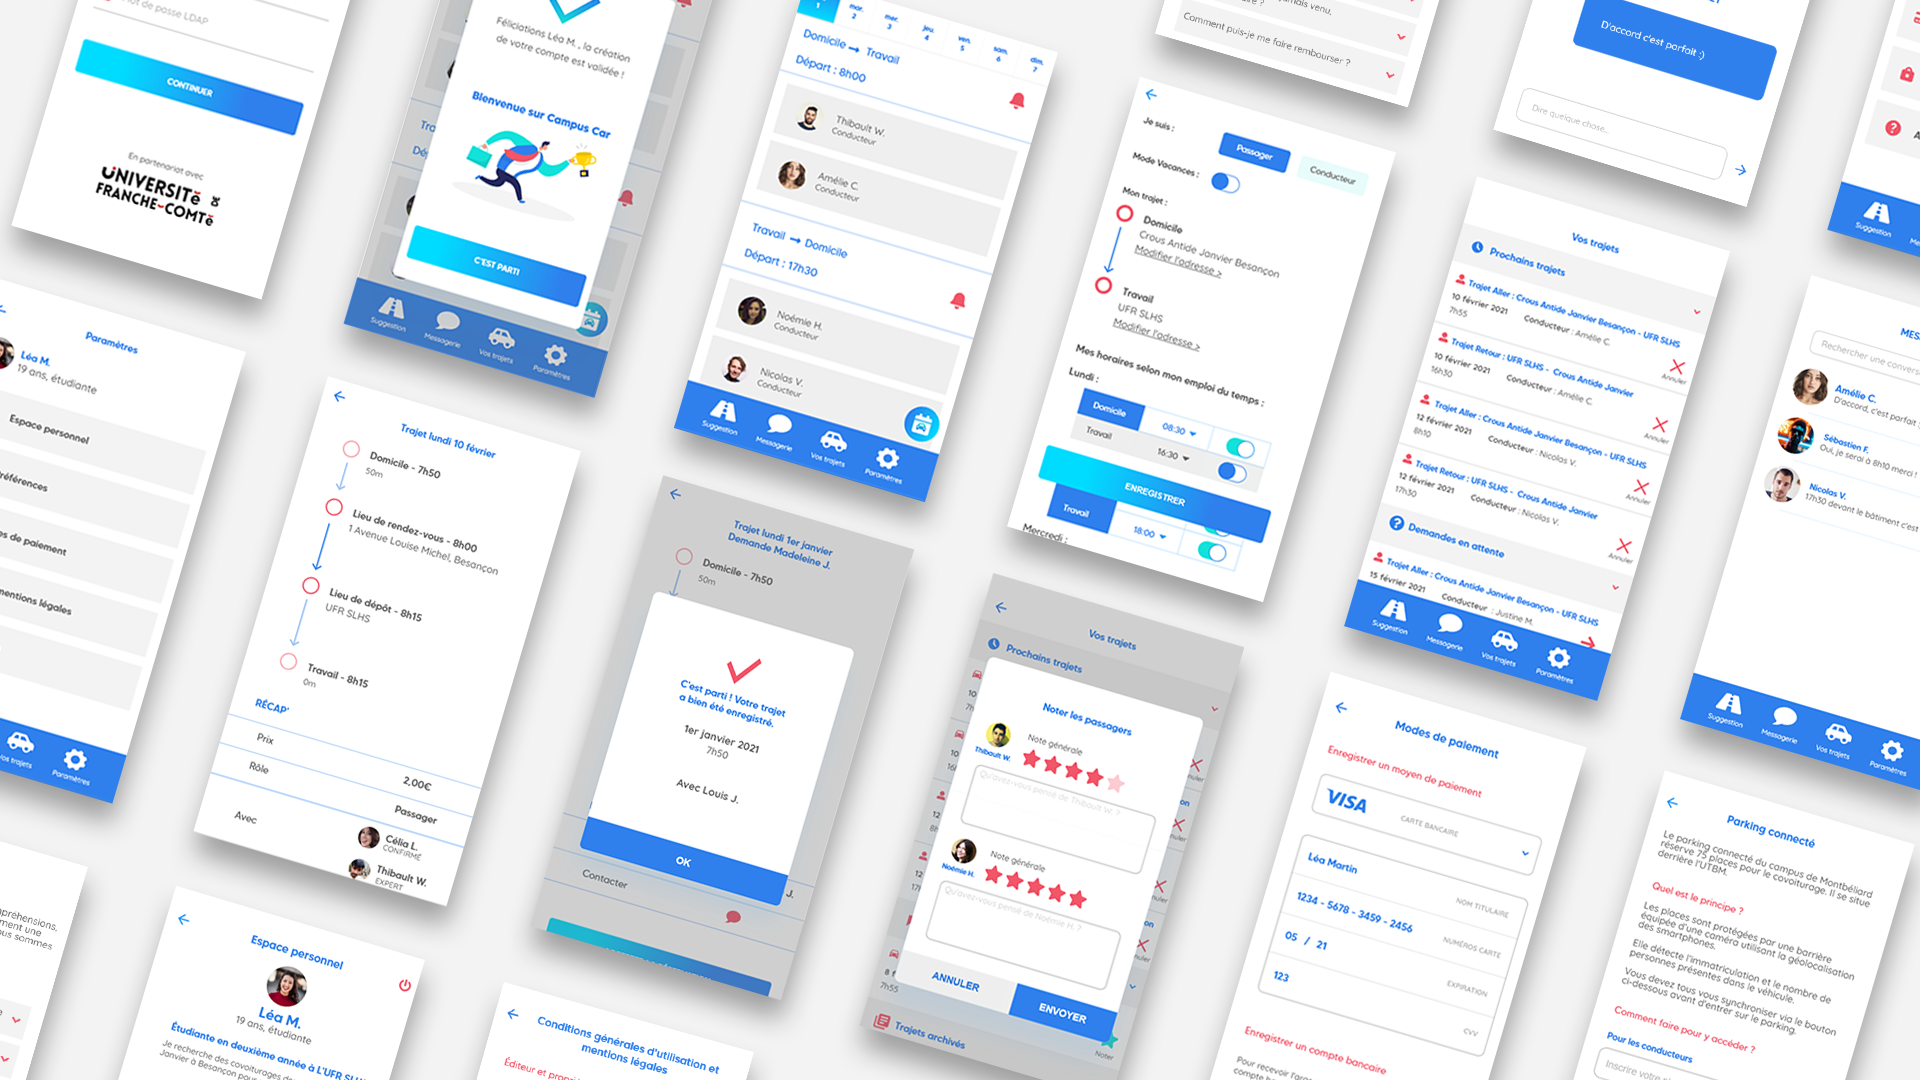 Mot de passe LDAP
CONTINUER
En partenariat avec
UNIVERSITĕ DE
FRANCHE-COMTĕ
Féliciations Léa M. , la création
de votre compte est validée !
Bienvenue sur Campus Car
C'EST PARTI
Suggestion
Messagerie
Vos trajets
Paramètres
1
mar.
2
mer.
3
jeu.
4
ven.
5
sam.
6
dim.
7
Domicile → Travail
Départ : 8h00
Thibault W.
Conducteur
Amélie C.
Conducteur
Travail → Domicile
Départ : 17h30
Noémie H.
Conducteur
Nicolas V.
Conducteur
Suggestion
Messagerie
Vos trajets
Paramètres
Je suis :
Passager
Conducteur
Mode Vacances :
Mon trajet :
Domicile
Crous Antide Janvier Besançon
Modifier l'adresse >
Travail
UFR SLHS
Modifier l'adresse >
Mes horaires selon mon emploi du temps :
Lundi :
Domicile
08:30
Travail
16:30
ENREGISTRER
Travail
18:00
Mercredi :
jamais venu.
Comment puis-je me faire rembourser ?
D'accord c'est parfait :)
Dire quelque chose...
Suggestion
Vos trajets
Prochains trajets
Trajet Aller : Crous Antide Janvier Besançon - UFR SLHS
10 février 2021
Conducteur : Amélie C.
7h55
Annuler
Trajet Retour : UFR SLHS - Crous Antide Janvier
10 février 2021
Conducteur : Amélie C.
16h30
Annuler
Trajet Aller : Crous Antide Janvier Besançon - UFR SLHS
12 février 2021
Conducteur : Nicolas V.
8h10
Annuler
Trajet Retour : UFR SLHS - Crous Antide Janvier
12 février 2021
Conducteur : Nicolas V.
17h30
Annuler
Demandes en attente
Trajet Aller : Crous Antide Janvier Besançon - UFR SLHS
15 février 2021
Conducteur : Justine M.
Suggestion
Messagerie
Vos trajets
Paramètres
MES
Rechercher une convers
Amélie C.
D'accord, c'est parfait
Sébastien F.
Oui, je serai à 8h10 merci !
Nicolas V.
17h30 devant le bâtiment c'est
Suggestion
Messagerie
Vos trajets
Paramètres
Paramètres
Léa M.
19 ans, étudiante
Espace personnel
références
es de paiement
mentions légales
Vos trajets
Paramètres
Trajet lundi 10 février
Domicile - 7h50
50m
Lieu de rendez-vous - 8h00
1 Avenue Louise Michel, Besançon
Lieu de dépôt - 8h15
UFR SLHS
Travail - 8h15
0m
RÉCAP'
Prix
2,00€
Rôle
Passager
Avec
Célia L.
CONFIRMÉ
Thibault W.
EXPERT
Trajet lundi 1er janvier
Demande Madeleine J.
Domicile - 7h50
50m
C'est parti ! Votre trajet
a bien été enregistré.
1er janvier 2021
7h50
Avec Louis J.
OK
J.
Contacter
Vos trajets
Prochains trajets
Noter les passagers
Thibault W.
Note générale
Qu'avez-vous pensé de Thibault W. ?
Noémie H.
Note générale
Qu'avez-vous pensé de Noémie H. ?
ANNULER
ENVOYER
7h55
Noter
Trajets archivés
Modes de paiement
Enregistrer un moyen de paiement
VISA
CARTE BANCAIRE
Léa Martin
NOM TITULAIRE
1234 - 5678 - 3459 - 2456
NUMÉROS CARTE
05 / 21
EXPIRATION
123
CVV
Enregistrer un compte bancaire
Pour recevoir l'arg
compte b
Parking connecté
Le parking connecté du campus de Montbéliard
réserve 75 places pour le covoiturage. Il se situe
derrière l'UTBM.
Quel est le principe ?
Les places sont protégées par une barrière
équipée d'une caméra utilisant la géolocalisation
des smartphones.
Elle détecte l'immatriculation et le nombre de
personnes présentes dans le véhicule.
Vous devez tous vous synchroniser via le bouton
ci-dessous avant d'entrer sur le parking.
Comment faire pour y accéder ?
Pour les conducteurs
Inscrire votre
préhensions,
ment une
ous sommes
Espace personnel
Léa M.
19 ans, étudiante
Étudiante en deuxième année à L'UFR SLH
Je recherche des covoiturages de
Janvier à Besançon pour
Conditions générales d'utilisation et
mentions légales
Éditeur et propri